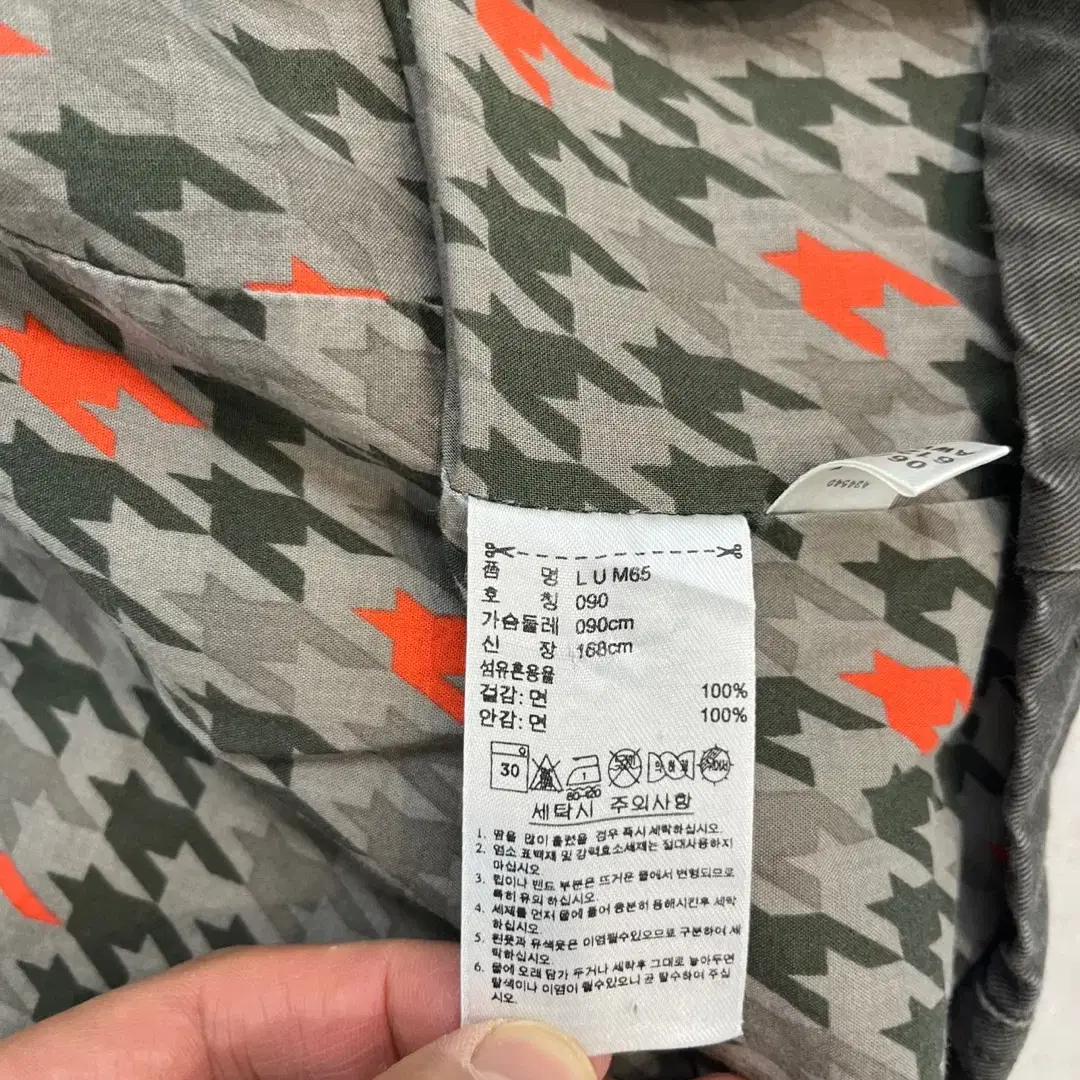 품 명 L U M65
호 칭 090
가슴둘레 090cm
신 장 168cm
섬유혼용율
겉감: 면 100%
안감: 면 100%
30
80~120
세탁시 주의사항
1. 땀을 많이 흘렸을 경우 즉시 세탁하십시오.
2. 염소 표백제 및 강력효소세제는 절대사용하지
마십시오
3. 립이나 밴드 부분은 뜨거운 물에서 변형되므로
특히 유의 하십시오.
4. 세제를 먼저 물에 풀어 충분히 용해시킨후 세탁
하십시오.
5. 흰옷과 유색옷은 이염될수있으므로 구분하여 세
탁하십시오.
6. 물에 오래 담가 두거나 세탁후 그대로 놓아두면
탈색이나 이염이 될수있으니 곧 탈수하여 주십
시오.